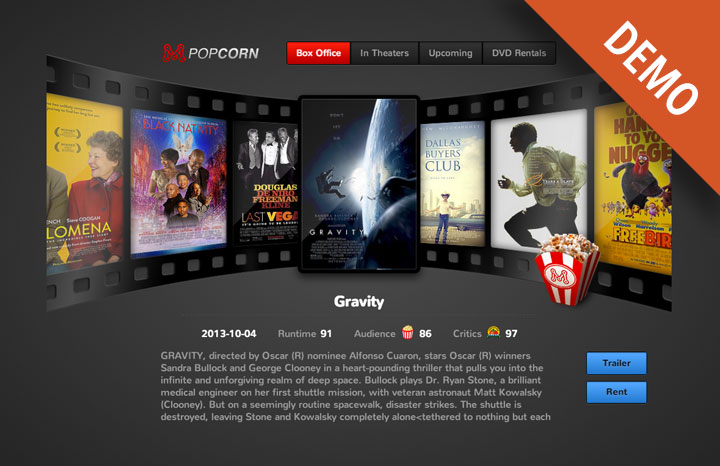 POPCORN
Box Office
In Theaters
Upcoming
DVD Rentals
DEMO
NCH Steve COOGAN
LOMENA
BLACK NATIVITY
DOUGLAS
DE NIRO
FREEMAN
KLINE
LAST VEGA
GRAVITY
DALLAS
BUYERS
CLUB
HAN
TO YO
NUGGE
FREEBIR
Gravity
2013-10-04
Runtime 91
Audience 86
Critics 97
GRAVITY, directed by Oscar (R) nominee Alfonso Cuaron, stars Oscar (R) winners
Sandra Bullock and George Clooney in a heart-pounding thriller that pulls you into the
infinite and unforgiving realm of deep space. Bullock plays Dr. Ryan Stone, a brilliant
medical engineer on her first shuttle mission, with veteran astronaut Matt Kowalsky
(Clooney). But on a seemingly routine spacewalk, disaster strikes. The shuttle is
destroyed, leaving Stone and Kowalsky completely alone<tethered to nothing but each
Trailer
Rent